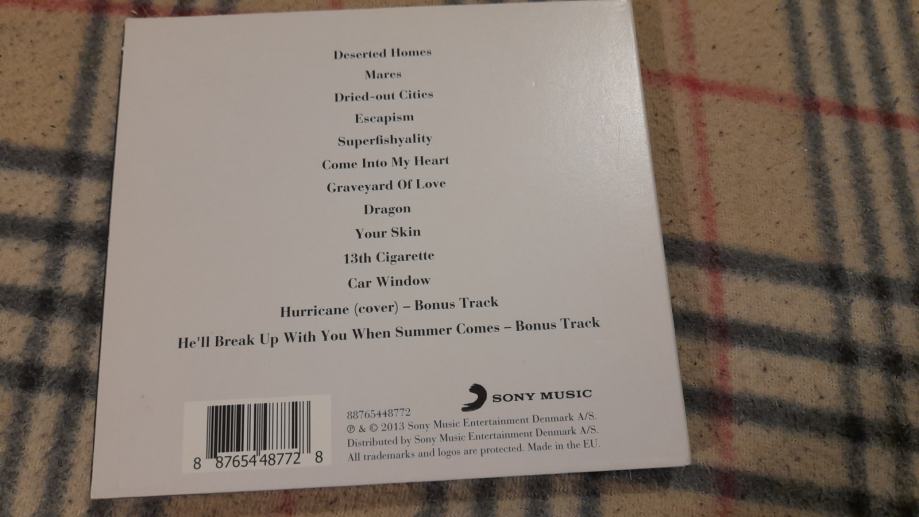 Deserted Homes
Mares
Dried-out Cities
Escapism
Superfishyality
Come Into My Heart
Graveyard Of Love
Dragon
Your Skin
13th Cigarette
Car Window
Hurricane (cover) – Bonus Track
He'll Break Up With You When Summer Comes – Bonus Track
SONY MUSIC
88765448772
℗ & © 2013 Sony Music Entertainment Denmark A/S.
Distributed by Sony Music Entertainment Denmark A/S.
All trademarks and logos are protected. Made in the EU.
8 87654 48772 8